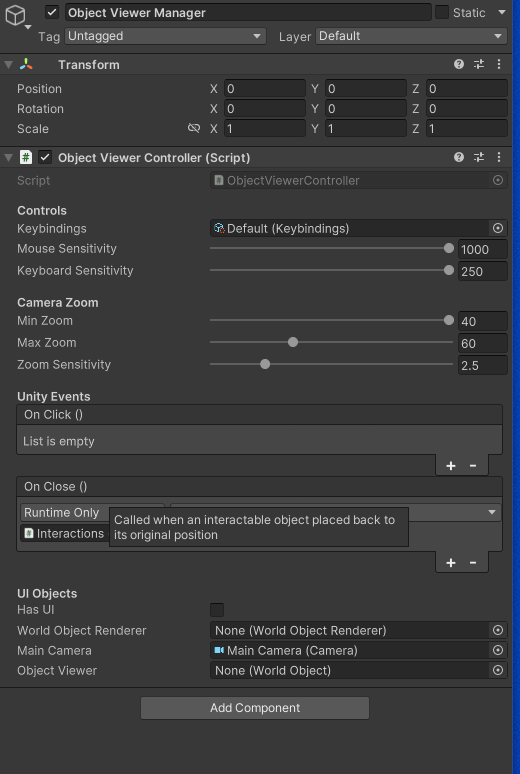 Object Viewer Manager Static
Tag Untagged Layer Default
Transform
Position X 0 Y 0 Z 0
Rotation X 0 Y 0 Z 0
Scale X 1 Y 1 Z 1
# Object Viewer Controller (Script)
Script # ObjectViewerController
Controls
Keybindings Default (Keybindings)
Mouse Sensitivity 1000
Keyboard Sensitivity 250
Camera Zoom
Min Zoom 40
Max Zoom 60
Zoom Sensitivity 2.5
Unity Events
On Click ()
List is empty
+ -
On Close ()
Runtime Only
Called when an interactable object placed back to
# Interactions
its original position
+ -
UI Objects
Has UI
World Object Renderer None (World Object Renderer)
Main Camera Main Camera (Camera)
Object Viewer None (World Object)
Add Component